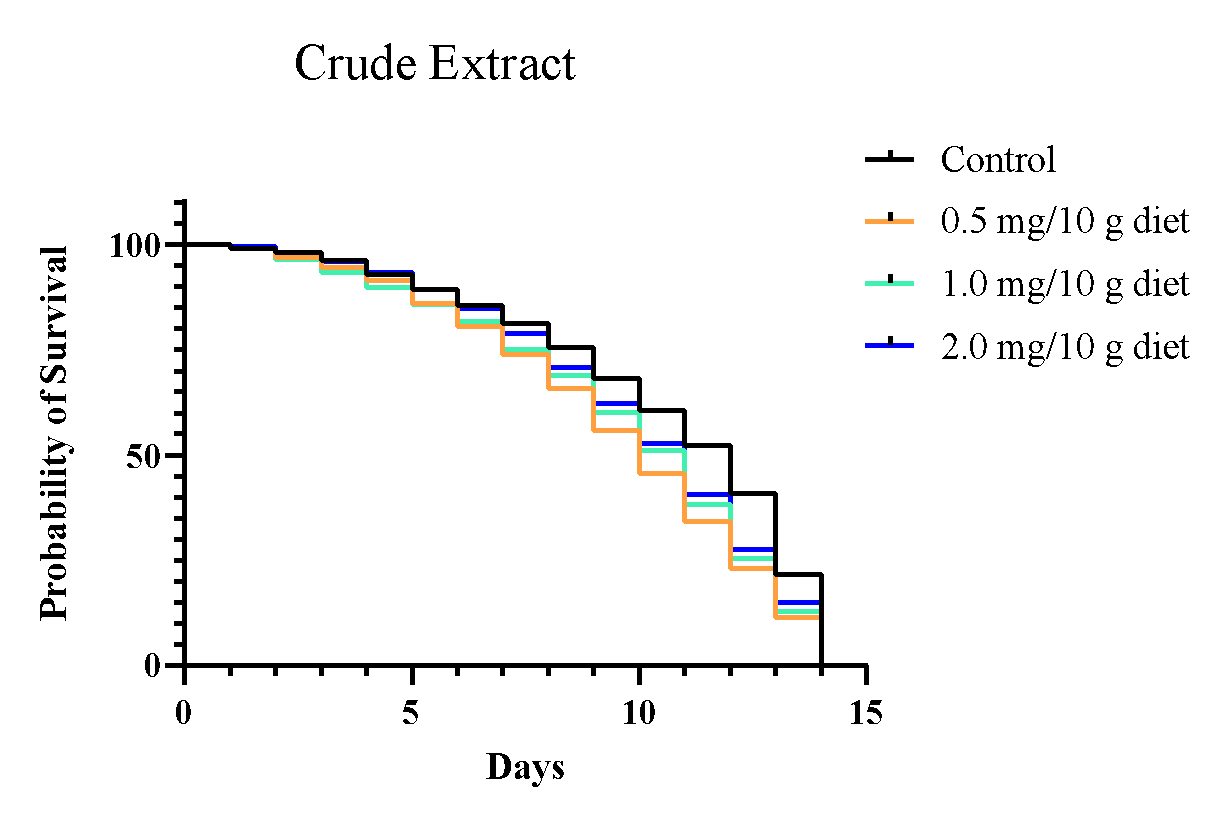 Crude Extract
Control
0.5 mg/10 g diet
1.0 mg/10 g diet
2.0 mg/10 g diet
Probability of Survival
100
50
0
0 5 10 15
Days